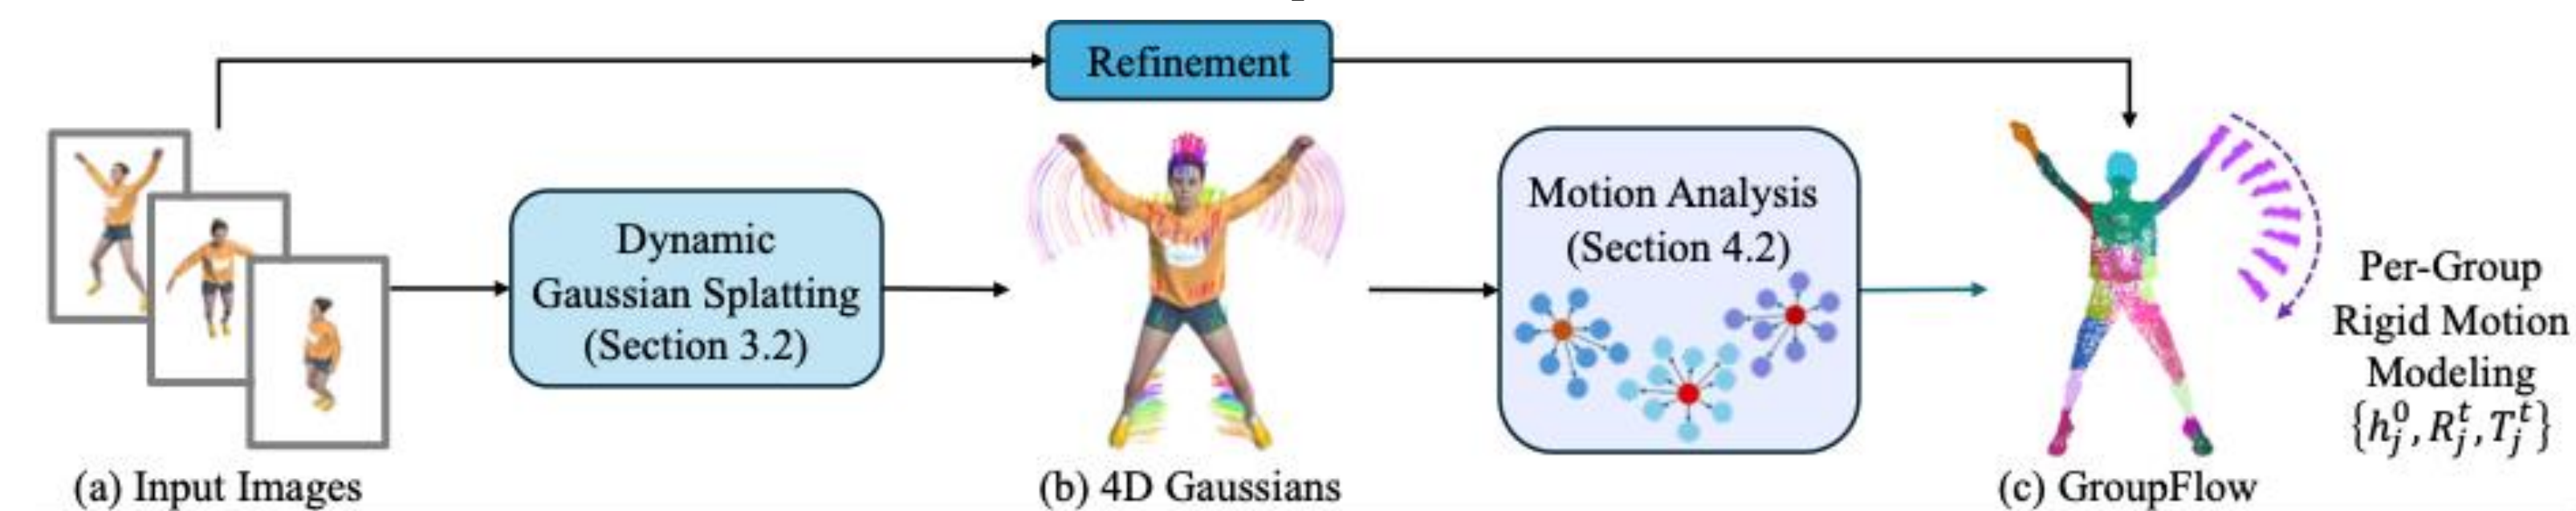 Refinement
Dynamic
Gaussian Splatting
(Section 3.2)
Motion Analysis
(Section 4.2)
Per-Group
Rigid Motion
Modeling
{h_j^0, R_j^t, T_j^t}
(a) Input Images
(b) 4D Gaussians
(c) GroupFlow